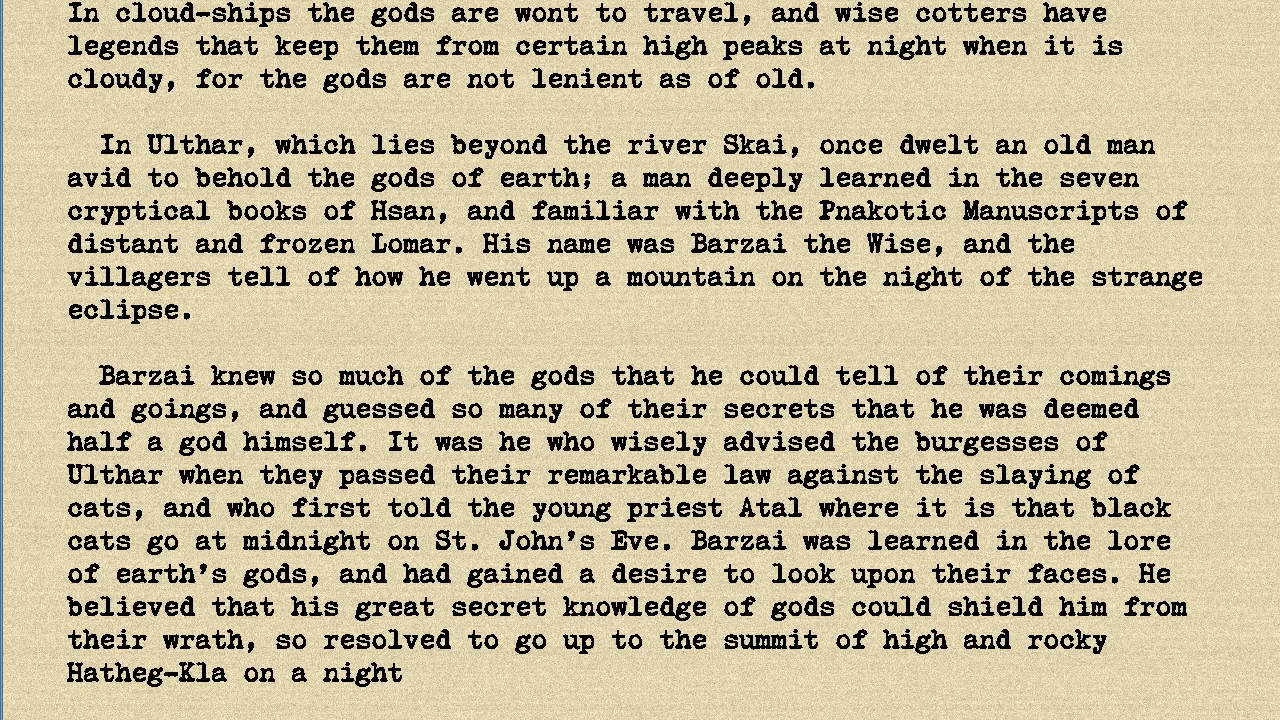 In cloud-ships the gods are wont to travel, and wise cotters have
legends that keep them from certain high peaks at night when it is
cloudy, for the gods are not lenient as of old.
In Ulthar, which lies beyond the river Skai, once dwelt an old man
avid to behold the gods of earth; a man deeply learned in the seven
cryptical books of Hsan, and familiar with the Pnakotic Manuscripts of
distant and frozen Lomar. His name was Barzai the Wise, and the
villagers tell of how he went up a mountain on the night of the strange
eclipse.
Barzai knew so much of the gods that he could tell of their comings
and goings, and guessed so many of their secrets that he was deemed
half a god himself. It was he who wisely advised the burgesses of
Ulthar when they passed their remarkable law against the slaying of
cats, and who first told the young priest Atal where it is that black
cats go at midnight on St. John's Eve. Barzai was learned in the lore
of earth's gods, and had gained a desire to look upon their faces. He
believed that his great secret knowledge of gods could shield him from
their wrath, so resolved to go up to the summit of high and rocky
Hatheg-Kla on a night